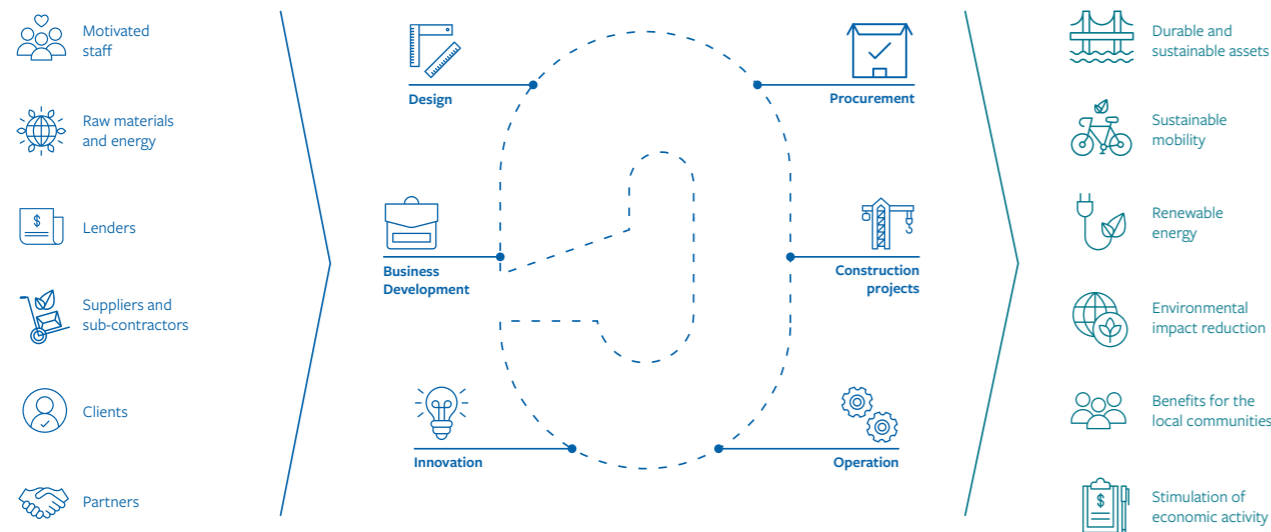 Motivated
staff
Raw materials
and energy
$
Lenders
Suppliers and
sub-contractors
Clients
Partners
Design
Procurement
Business
Development
Construction
projects
Innovation
Operation
Durable and
sustainable assets
Sustainable
mobility
Renewable
energy
Environmental
impact reduction
Benefits for the
local communities
$
Stimulation of
economic activity